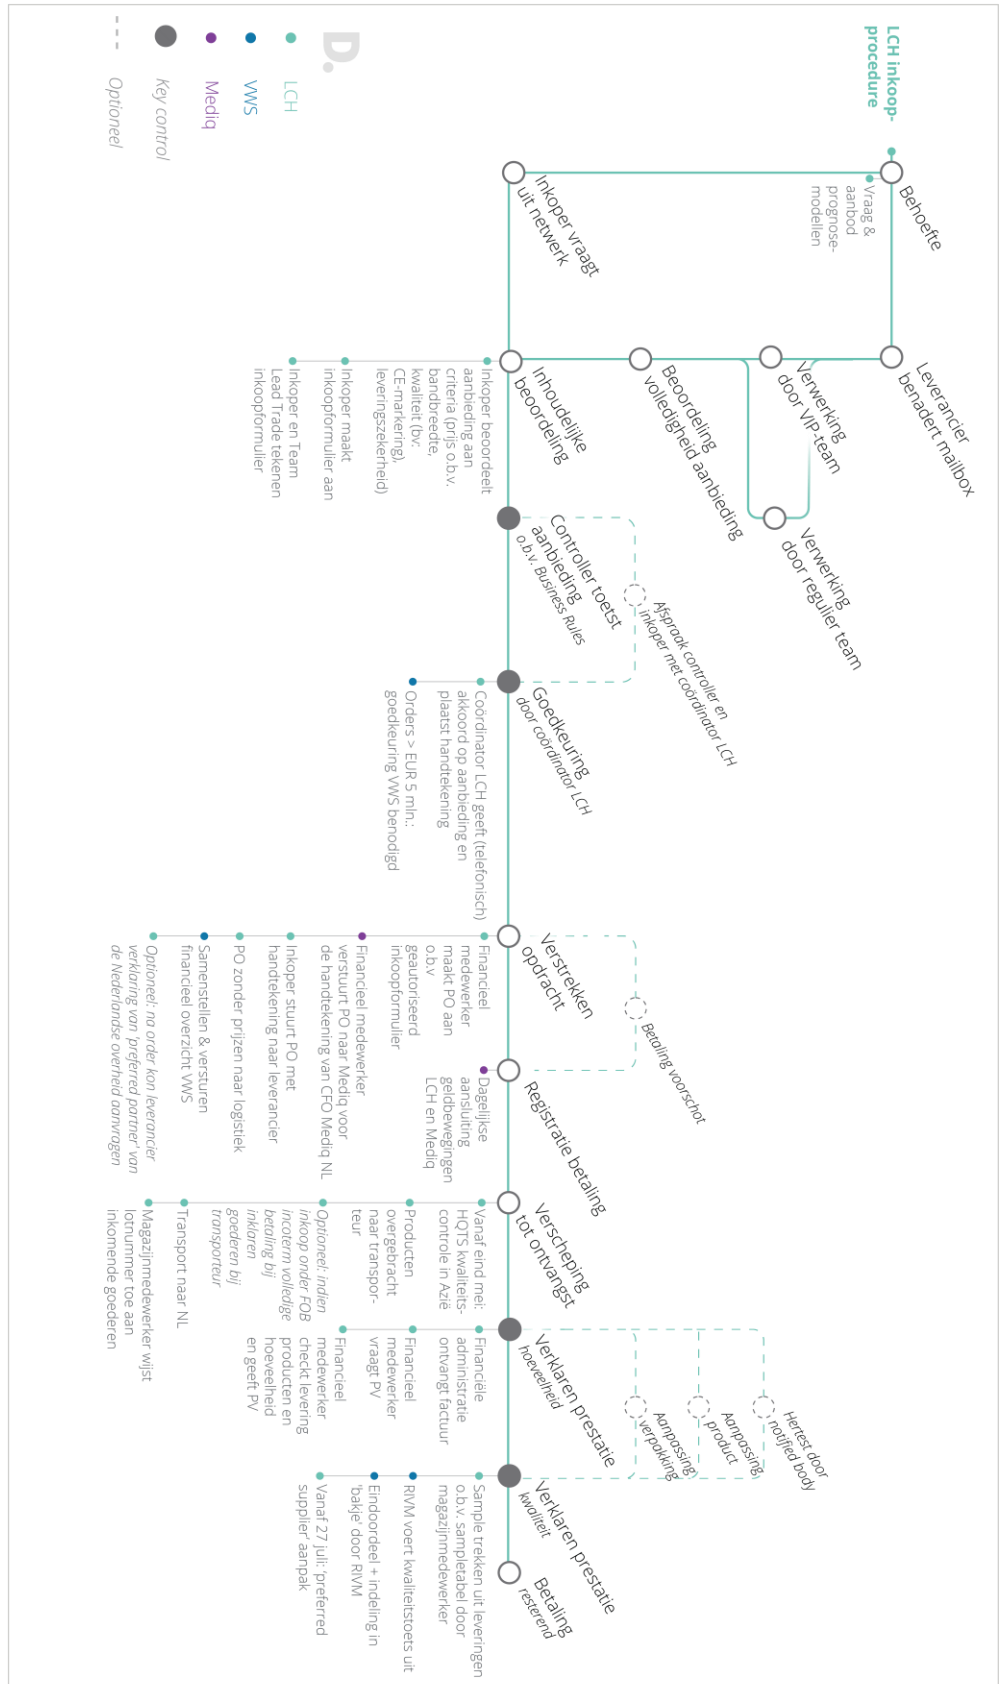 LCH inkoop-
procedure
Behoefte
Vraag &
aanbod
prognose-
modellen
Leverancier
benadert mailbox
Verwerking
door VIP-team
Verwerking
door regulier team
Beoordeling
volledigheid aanbieding
Inkoper vraagt
uit netwerk
Inhoudelijke
beoordeling
Inkoper beoordeelt
aanbieding aan
criteria (prijs o.b.v.
bandbreedte,
kwaliteit (bv:
CE-markering),
leveringszekerheid)
Inkoper maakt
inkoopformulier aan
Inkoper en Team
Lead Trade tekenen
inkoopformulier
Controller toetst
aanbieding
o.b.v. Business Rules
Afspraak controller en
inkoper met coördinator LCH
Goedkeuring
door coördinator LCH
Coördinator LCH geeft (telefonisch)
akkoord op aanbieding en
plaatst handtekening
Orders > EUR 5 mln.:
goedkeuring VWS benodigd
Verstrekken
opdracht
Financieel
medewerker
maakt PO aan
o.b.v
geautoriseerd
inkoopformulier
Financieel medewerker
verstuurt PO naar Mediq voor
de handtekening van CFO Mediq NL
Inkoper stuurt PO met
handtekening naar leverancier
PO zonder prijzen naar logistiek
Samenstellen & versturen
financieel overzicht VWS
Optioneel: na order kon leverancier
verklaring van 'preferred partner' van
de Nederlandse overheid aanvragen
Betaling voorschot
Registratie betaling
Dagelijkse
aansluiting
geldbewegingen
LCH en Mediq
Verscheping
tot ontvangst
Vanaf eind mei:
HQTS kwaliteits-
controle in Azië
Producten
overgebracht
naar transpor-
teur
Optioneel: indien
inkoop onder FOB
incoterm volledige
betaling bij
inklaren
goederen bij
transporteur
Transport naar NL
Magazijnmedewerker wijst
lotnummer toe aan
inkomende goederen
Verklaren prestatie
hoeveelheid
Financiële
administratie
ontvangt factuur
Financieel
medewerker
vraagt PV
Financieel
medewerker
checkt levering
producten en
hoeveelheid
en geeft PV
Hertest door
notified body
Aanpassing
product
Aanpassing
verpakking
Verklaren prestatie
kwaliteit
Sample trekken uit leveringen
o.b.v. sampletabel door
magazijnmedewerker
RIVM voert kwaliteitstoets uit
Eindoordeel + indeling in
'bakje' door RIVM
Vanaf 27 juli: 'preferred
supplier' aanpak
Betaling
resterend
D.
LCH
VWS
Mediq
Key control
Optioneel